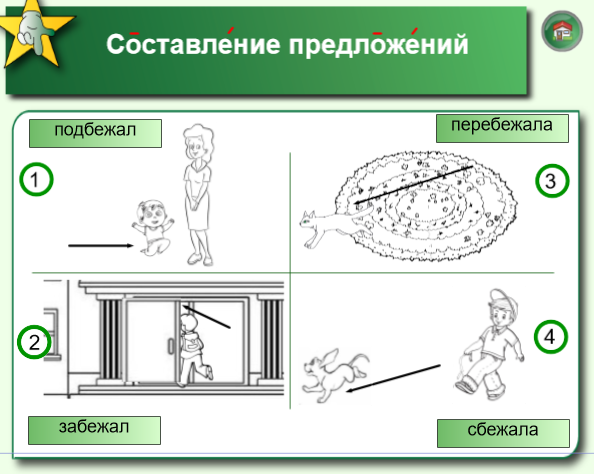 Составление предложений
подбежал
перебежала
1
3
2
4
забежал
сбежала